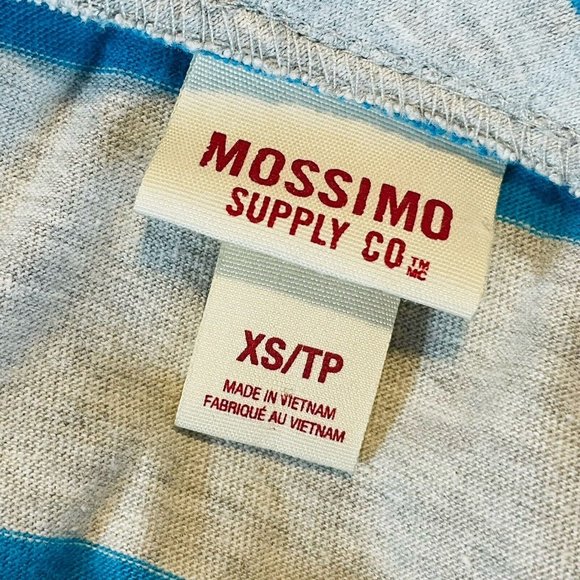 MOSSIMO
SUPPLY CO.™
MC
XS/TP
MADE IN VIETNAM
FABRIQUÉ AU VIETNAM